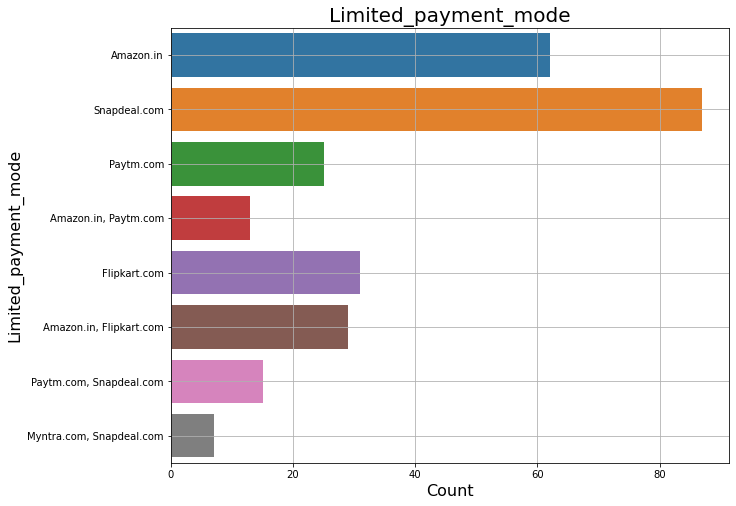 Limited_payment_mode
Limited_payment_mode
Amazon.in
Snapdeal.com
Paytm.com
Amazon.in, Paytm.com
Flipkart.com
Amazon.in, Flipkart.com
Paytm.com, Snapdeal.com
Myntra.com, Snapdeal.com
0 20 40 60 80
Count